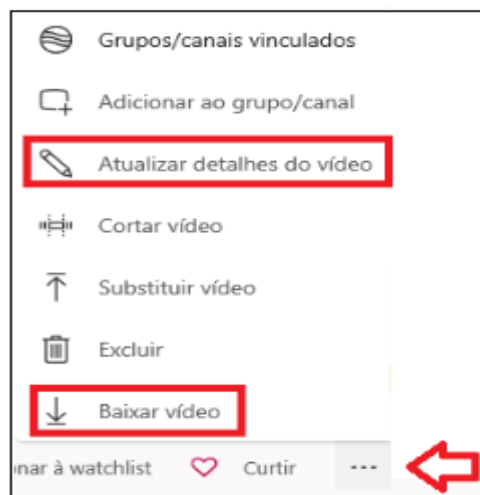 Grupos/canais vinculados
Adicionar ao grupo/canal
Atualizar detalhes do vídeo
Cortar vídeo
Substituir vídeo
Excluir
Baixar vídeo
à watchlist Curtir ...